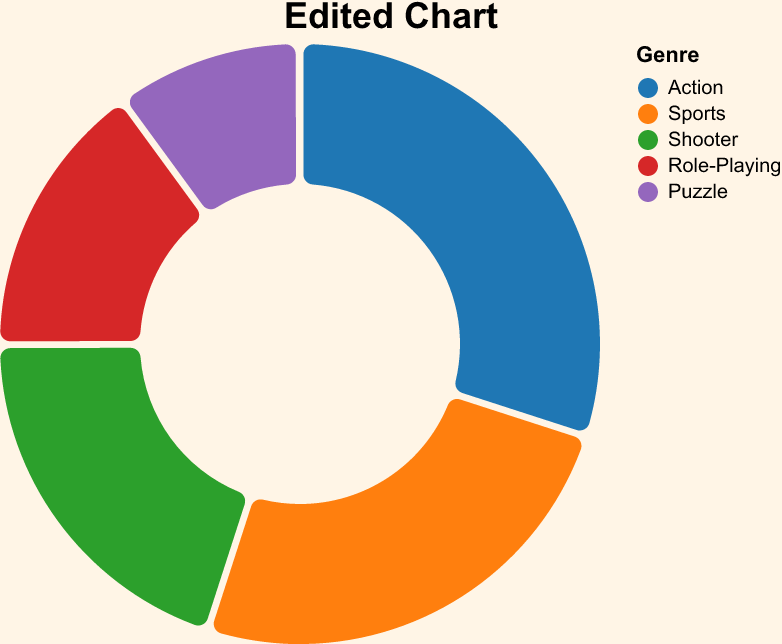 Edited Chart
Genre
Action
Sports
Shooter
Role-Playing
Puzzle